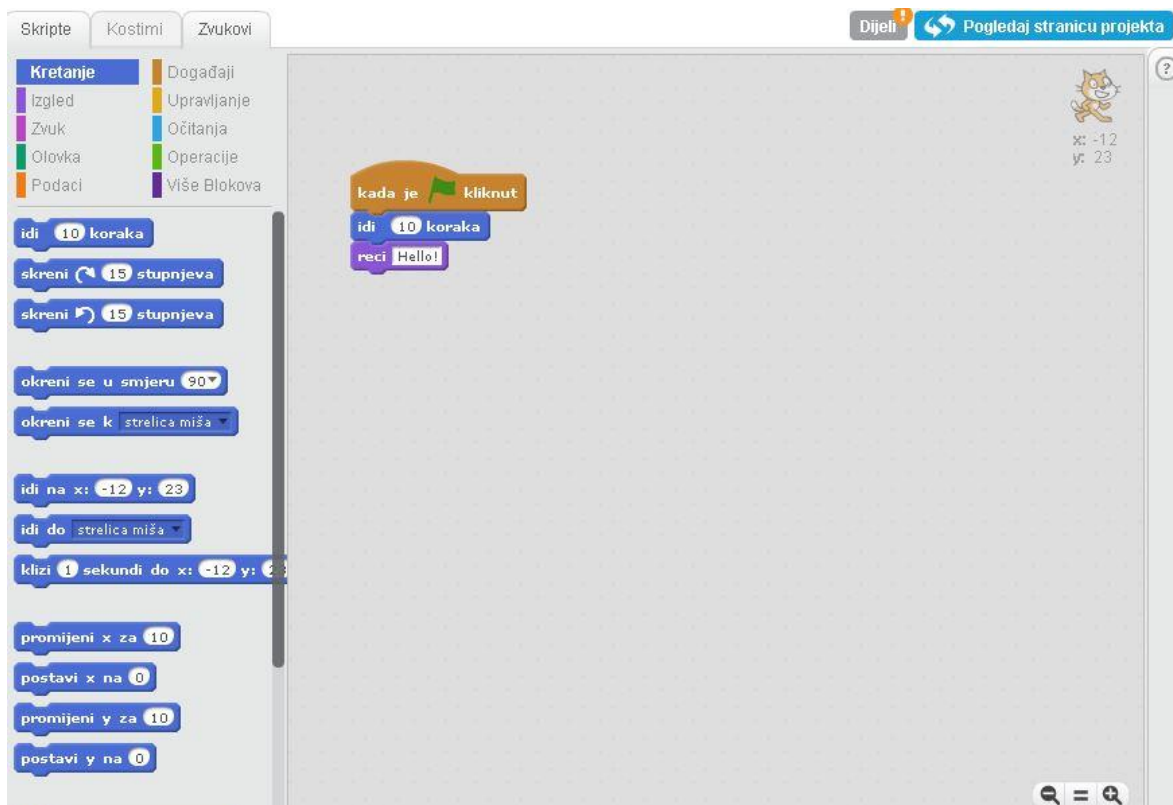 Skripte Kostimi Zvukovi Dijeli ! Pogledaj stranicu projekta
?
Kretanje Događaji
Izgled Upravljanje
Zvuk Očitanja
Olovka Operacije
Podaci Više Blokova
idi 10 koraka
skreni 15 stupnjeva
skreni 15 stupnjeva
okreni se u smjeru 90
okreni se k strelica miša
idi na x: -12 y: 23
idi do strelica miša
klizi 1 sekundi do x: -12 y:
promijeni x za 10
postavi x na 0
promijeni y za 10
postavi y na 0
kada je kliknut
idi 10 koraka
reci Hello!
x: -12
y: 23